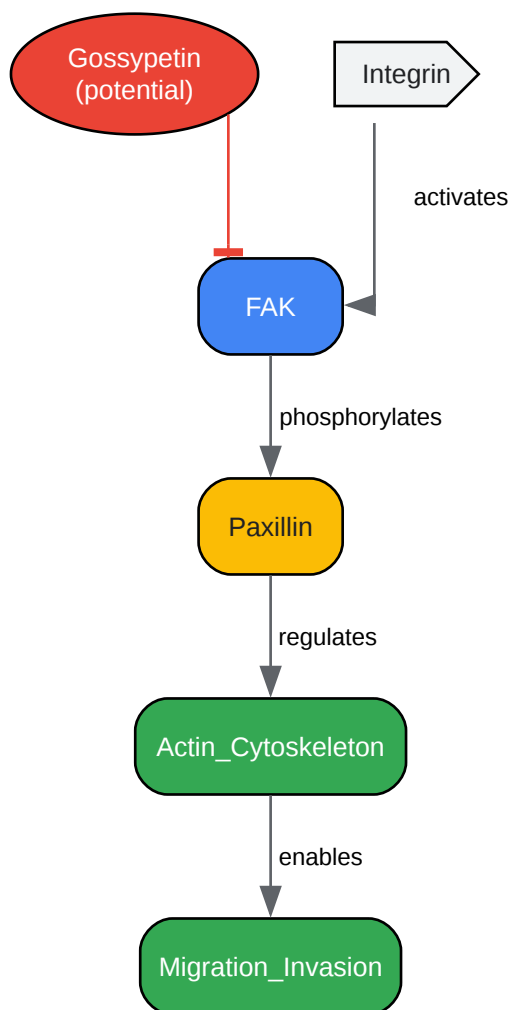 Gossypetin
(potential)
Integrin
activates
FAK
phosphorylates
Paxillin
regulates
Actin_Cytoskeleton
enables
Migration_Invasion